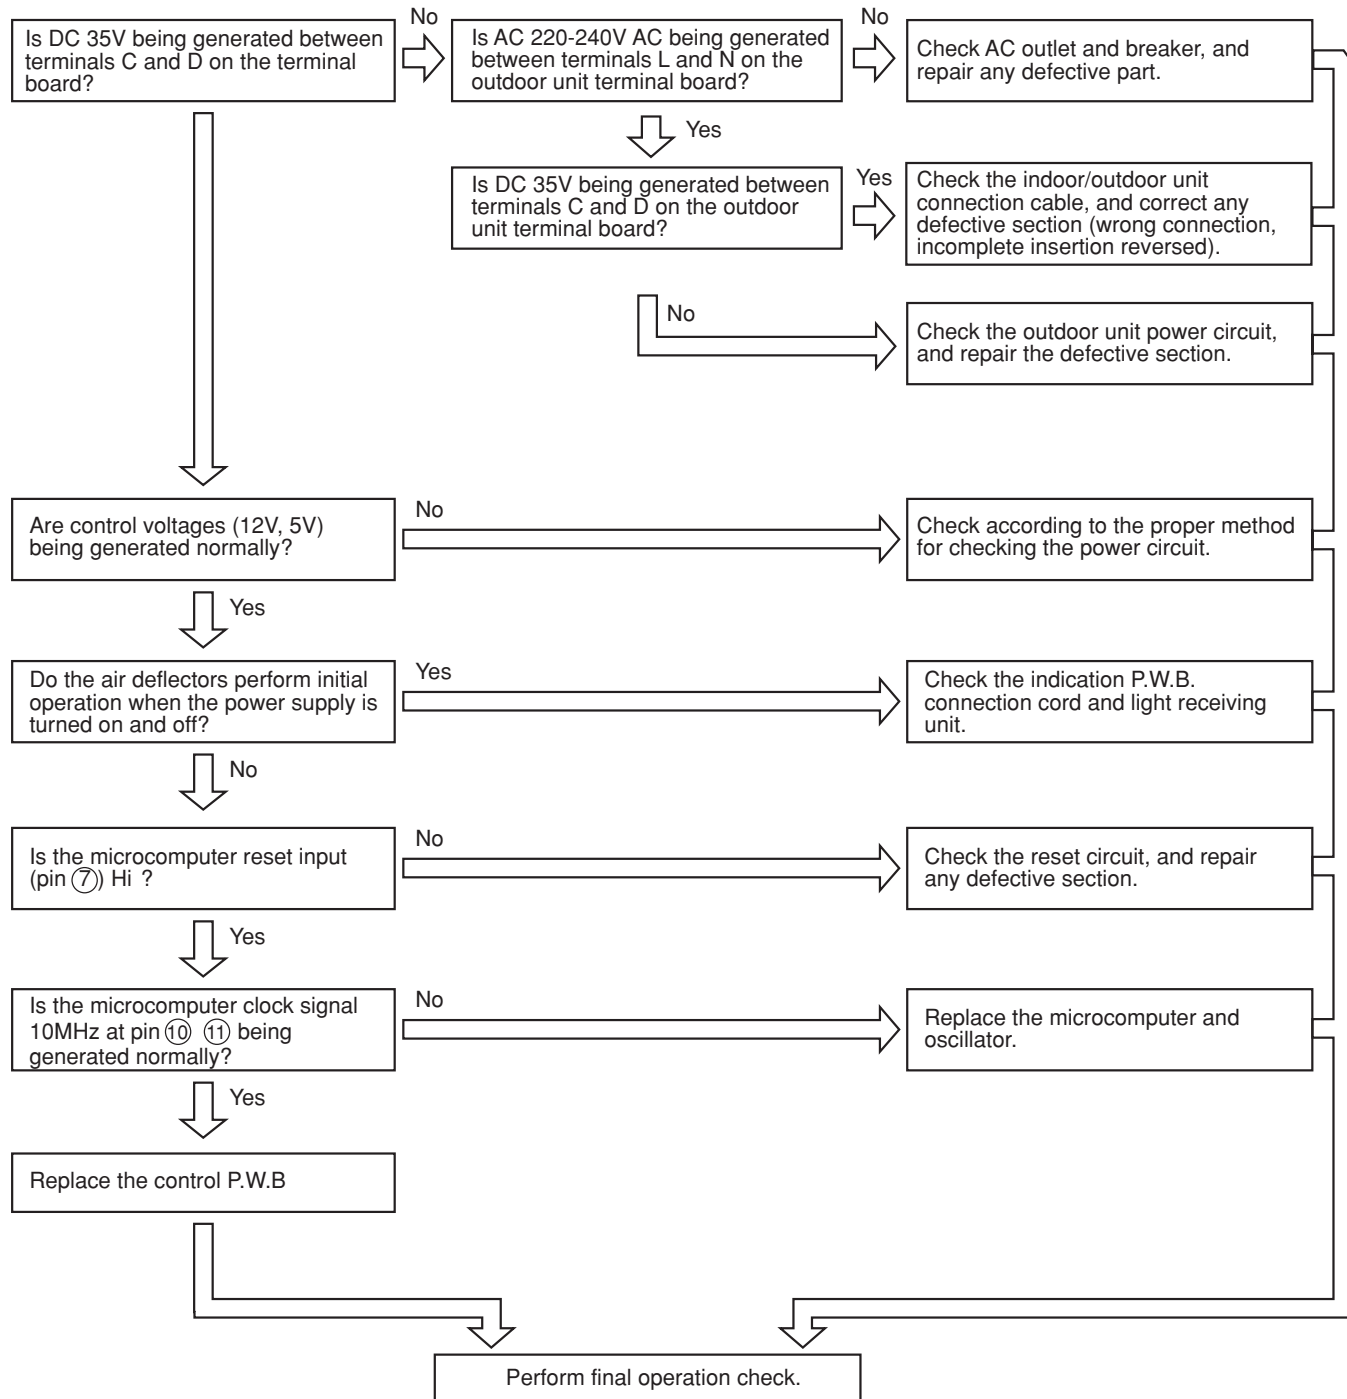 No
No
Is DC 35V being generated between
terminals C and D on the terminal
board?
Is AC 220-240V AC being generated
between terminals L and N on the
outdoor unit terminal board?
Check AC outlet and breaker, and
repair any defective part.
Yes
Is DC 35V being generated between
terminals C and D on the outdoor
unit terminal board?
Yes
Check the indoor/outdoor unit
connection cable, and correct any
defective section (wrong connection,
incomplete insertion reversed).
No
Check the outdoor unit power circuit,
and repair the defective section.
Are control voltages (12V, 5V)
being generated normally?
No
Check according to the proper method
for checking the power circuit.
Yes
Do the air deflectors perform initial
operation when the power supply is
turned on and off?
Yes
Check the indication P.W.B.
connection cord and light receiving
unit.
No
Is the microcomputer reset input
(pin ⑦) Hi ?
No
Check the reset circuit, and repair
any defective section.
Yes
Is the microcomputer clock signal
10MHz at pin ⑩ ⑪ being
generated normally?
No
Replace the microcomputer and
oscillator.
Yes
Replace the control P.W.B
Perform final operation check.